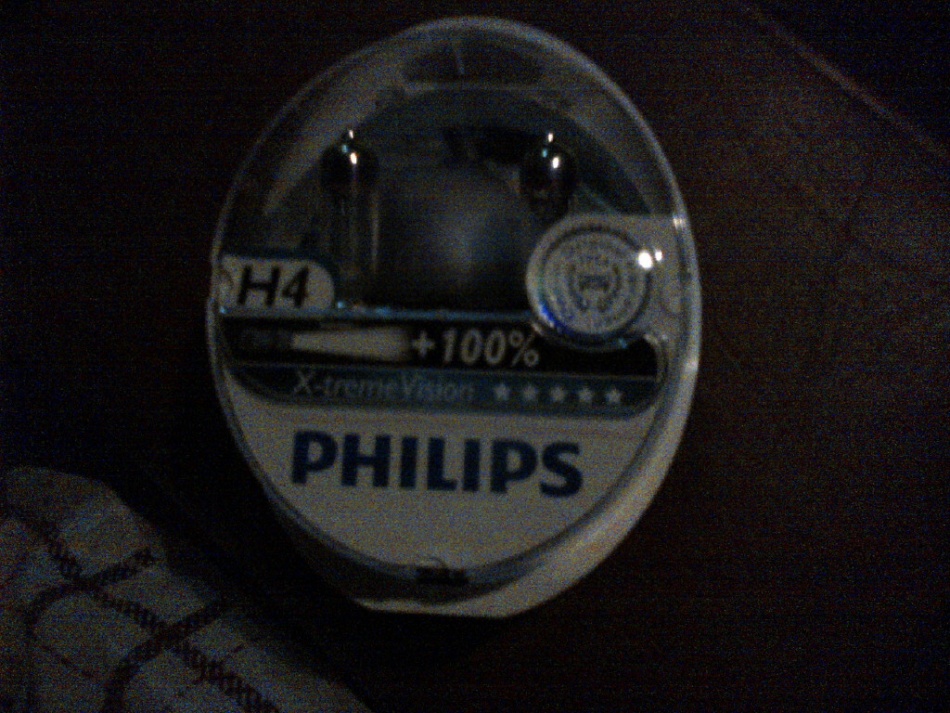 H4
+100%
X-tremeVision
PHILIPS